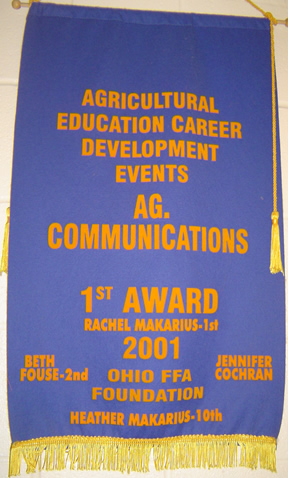 AGRICULTURAL
EDUCATION CAREER
DEVELOPMENT
EVENTS
AG.
COMMUNICATIONS
1ST AWARD
RACHEL MAKARIUS-1st
2001
BETH
FOUSE-2nd
JENNIFER
COCHRAN
OHIO FFA
FOUNDATION
HEATHER MAKARIUS-10th